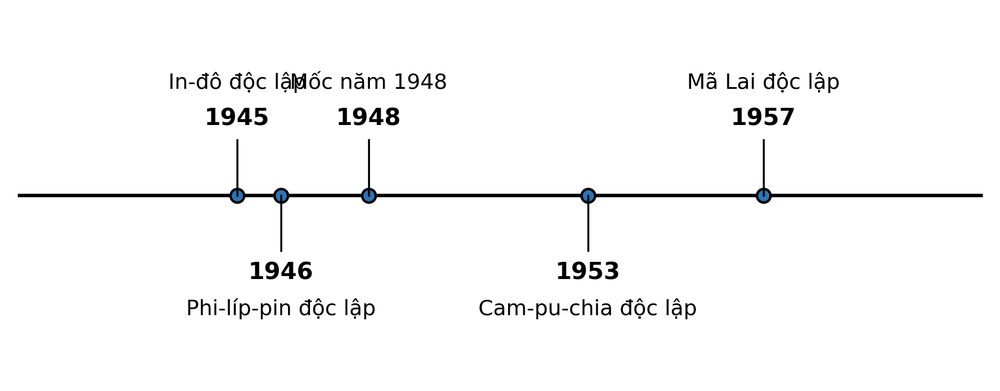 In-đô độc lập
1945
Mốc năm 1948
1948
Mã Lai độc lập
1957
1946
Phi-líp-pin độc lập
1953
Cam-pu-chia độc lập